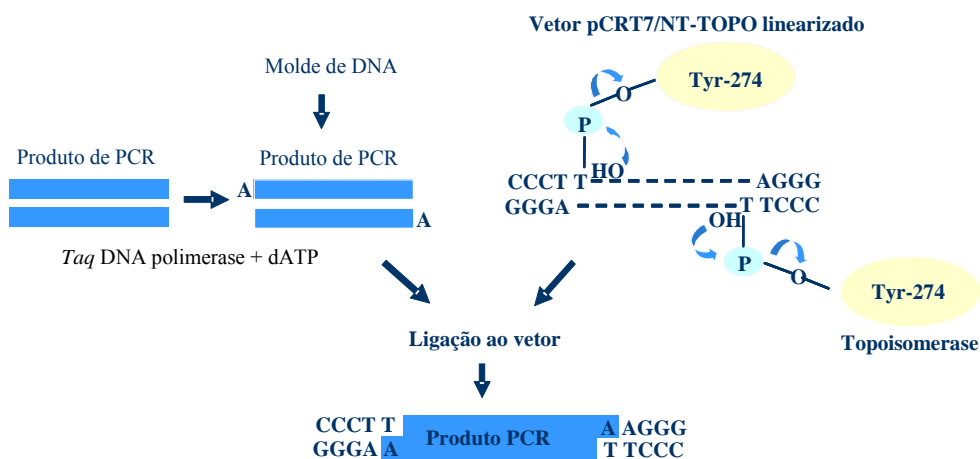 Vetor pCRT7/NT-TOPO linearizado
Molde de DNA
Tyr-274
O
P
Produto de PCR
Produto de PCR
HO
A
A
CCCT T
AGGG
GGGA
T TCCC
OH
Taq DNA polimerase + dATP
P
O
Tyr-274
Ligação ao vetor
Topoisomerase
CCCT T
A AGGG
Produto PCR
GGGA A
T TCCC